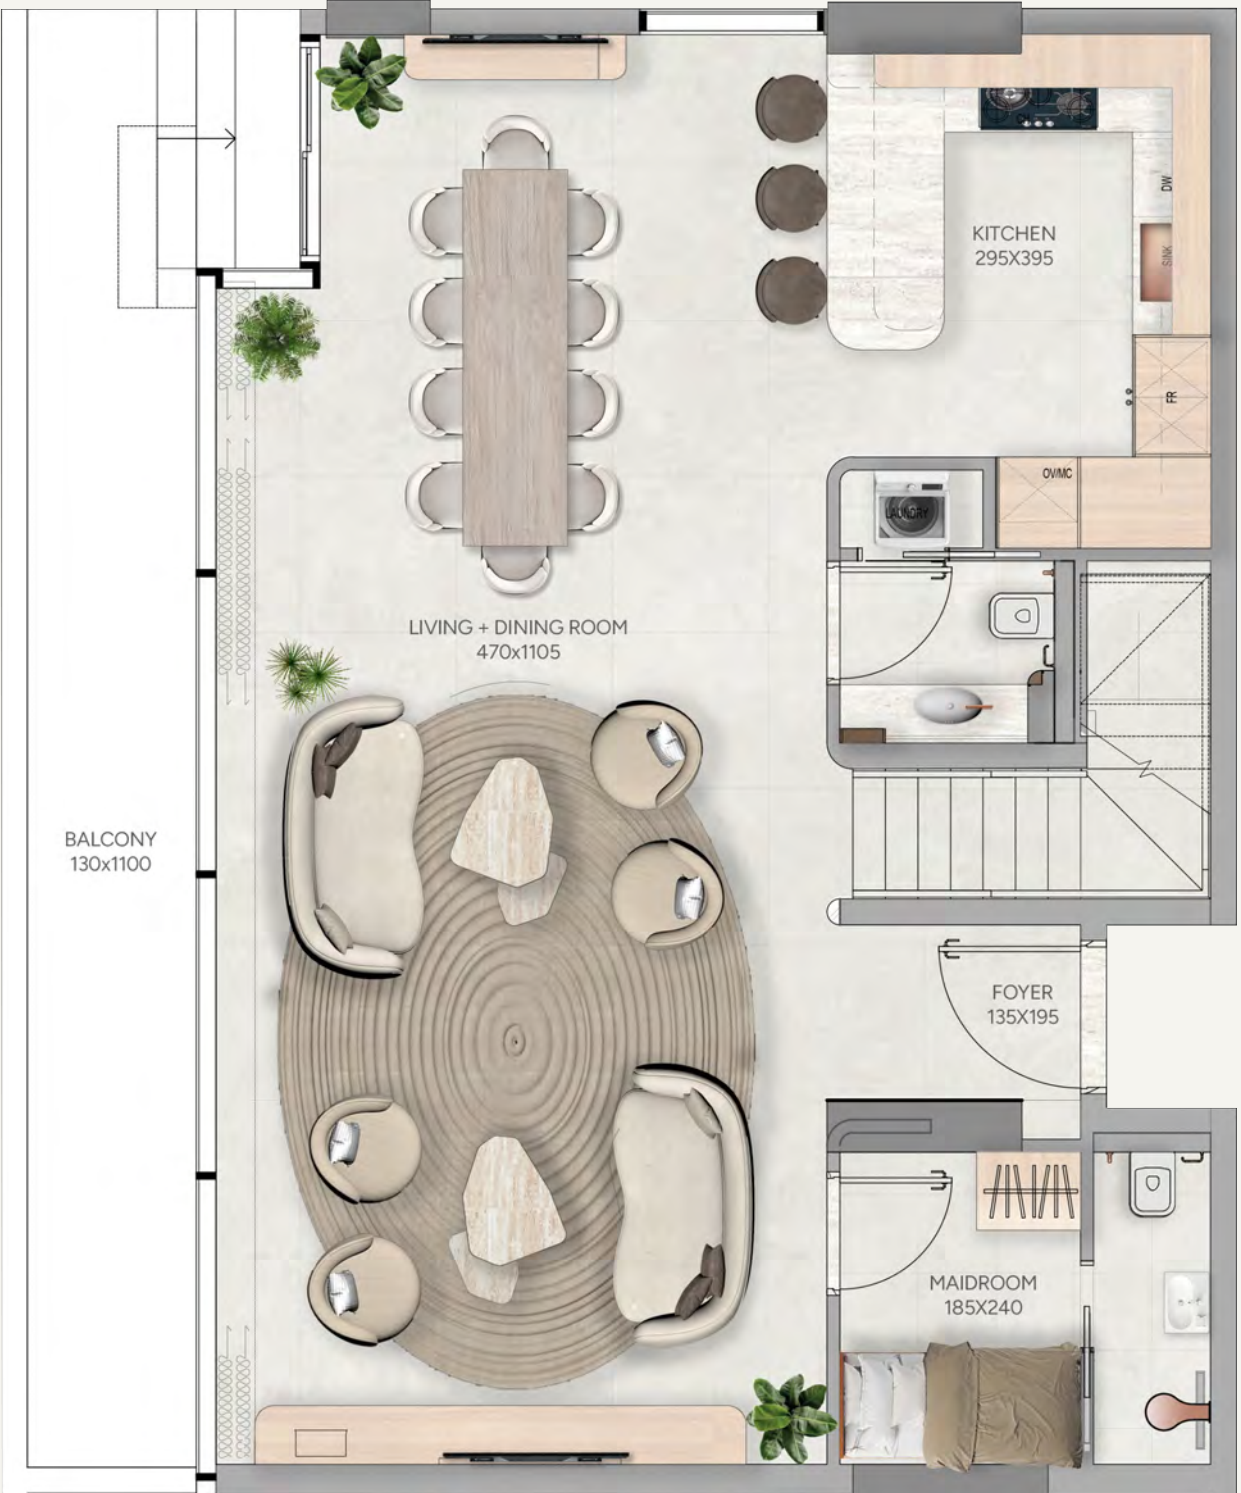 KITCHEN
295X395
DW
SINK
FR
OV/MC
LAUNDRY
LIVING + DINING ROOM
470x1105
BALCONY
130x1100
FOYER
135X195
MAIDROOM
185X240